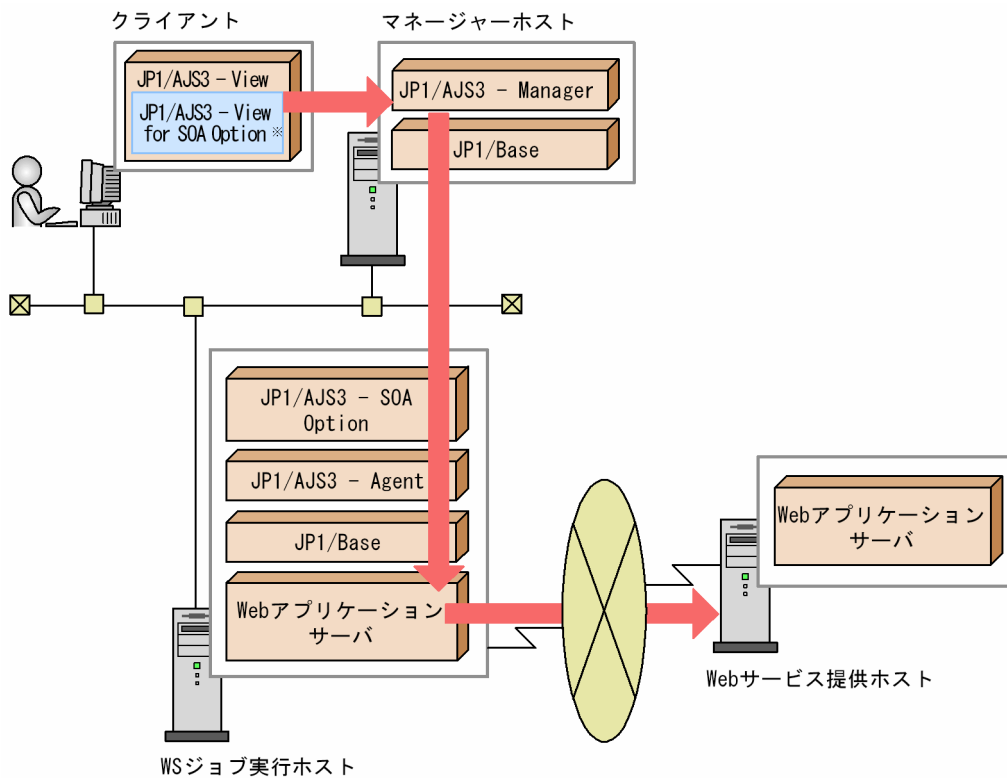 クライアント
マネージャーホスト
JP1/AJS3 － View
JP1/AJS3 － View
for SOA Option※
JP1/AJS3 － Manager
JP1/Base
JP1/AJS3 － SOA
Option
JP1/AJS3 － Agent
JP1/Base
Webアプリケーション
サーバ
Webアプリケーション
サーバ
Webサービス提供ホスト
WSジョブ実行ホスト